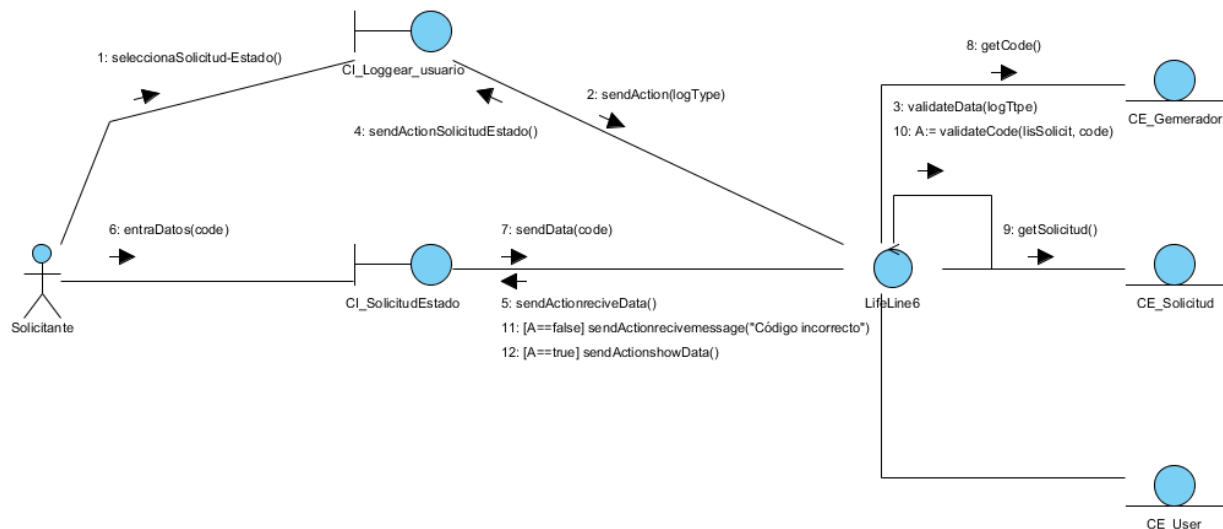 8: getCode()
1: seleccionaSolicitud-Estado()
CI_Loggear_usuario
2: sendAction(logType)
3: validateData(logTtpe)
CE_Gemerador
4: sendActionSolicitudEstado()
10: A:= validateCode(lisSolicit, code)
6: entraDatos(code)
7: sendData(code)
9: getSolicitud()
CI_SolicitudEstado
5: sendActionreciveData()
LifeLine6
CE_Solicitud
Solicitante
11: [A==false] sendActionrecivemessage("Código incorrecto")
12: [A==true] sendActionshowData()
CE_User